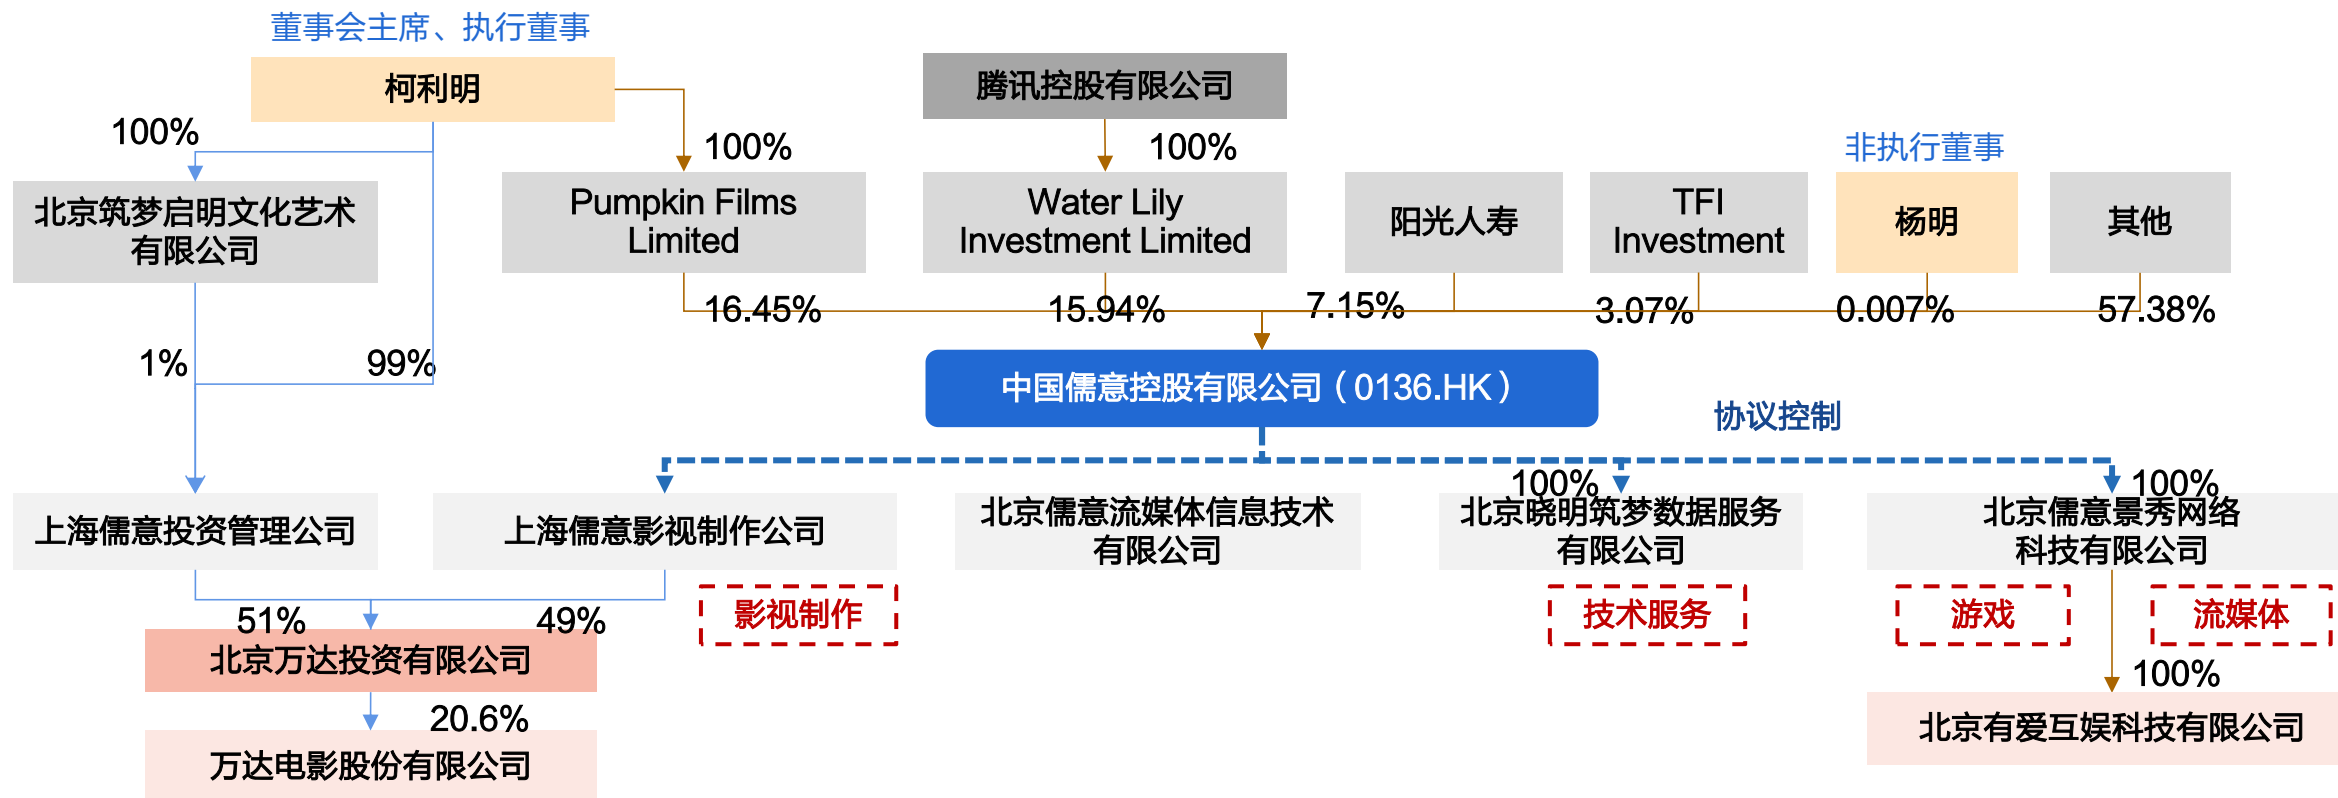 董事会主席、执行董事
柯利明
腾讯控股有限公司
100%
100%
100%
非执行董事
北京筑梦启明文化艺术
有限公司
Pumpkin Films
Limited
Water Lily
Investment Limited
阳光人寿
TFI
Investment
杨明
其他
16.45%
15.94%
7.15%
3.07%
0.007%
57.38%
1%
99%
中国儒意控股有限公司（0136.HK）
协议控制
100%
100%
上海儒意投资管理公司
上海儒意影视制作公司
北京儒意流媒体信息技术
有限公司
北京晓明筑梦数据服务
有限公司
北京儒意景秀网络
科技有限公司
51%
49%
影视制作
技术服务
游戏
流媒体
北京万达投资有限公司
100%
20.6%
北京有爱互娱科技有限公司
万达电影股份有限公司